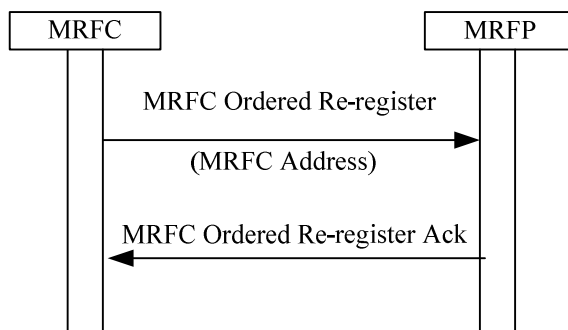 MRFC
MRFP
MRFC Ordered Re-register
(MRFC Address)
MRFC Ordered Re-register Ack